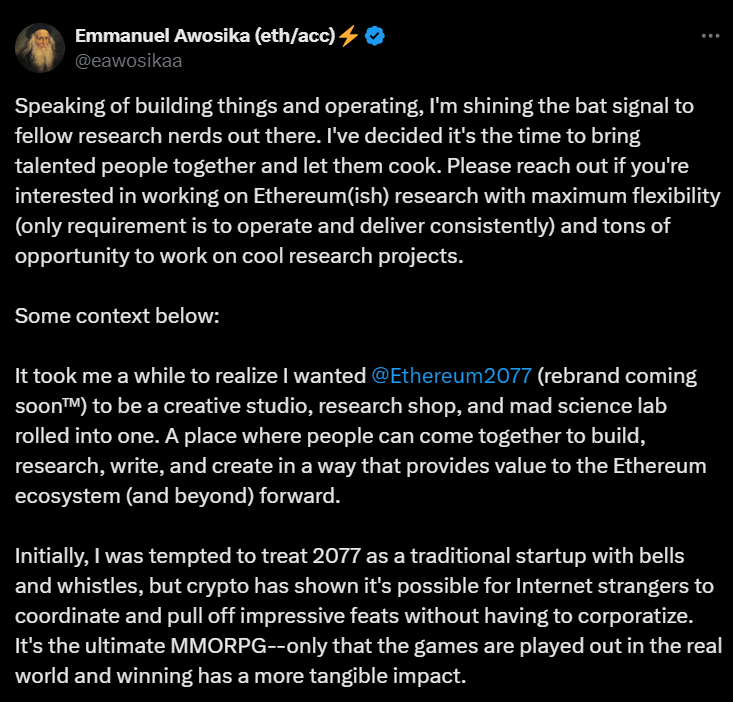 Emmanuel Awosika (eth/acc)⚡
@eawosikaa
Speaking of building things and operating, I'm shining the bat signal to
fellow research nerds out there. I've decided it's the time to bring
talented people together and let them cook. Please reach out if you're
interested in working on Ethereum(ish) research with maximum flexibility
(only requirement is to operate and deliver consistently) and tons of
opportunity to work on cool research projects.
Some context below:
It took me a while to realize I wanted @Ethereum2077 (rebrand coming
soon™) to be a creative studio, research shop, and mad science lab
rolled into one. A place where people can come together to build,
research, write, and create in a way that provides value to the Ethereum
ecosystem (and beyond) forward.
Initially, I was tempted to treat 2077 as a traditional startup with bells
and whistles, but crypto has shown it's possible for Internet strangers to
coordinate and pull off impressive feats without having to corporatize.
It's the ultimate MMORPG--only that the games are played out in the real
world and winning has a more tangible impact.